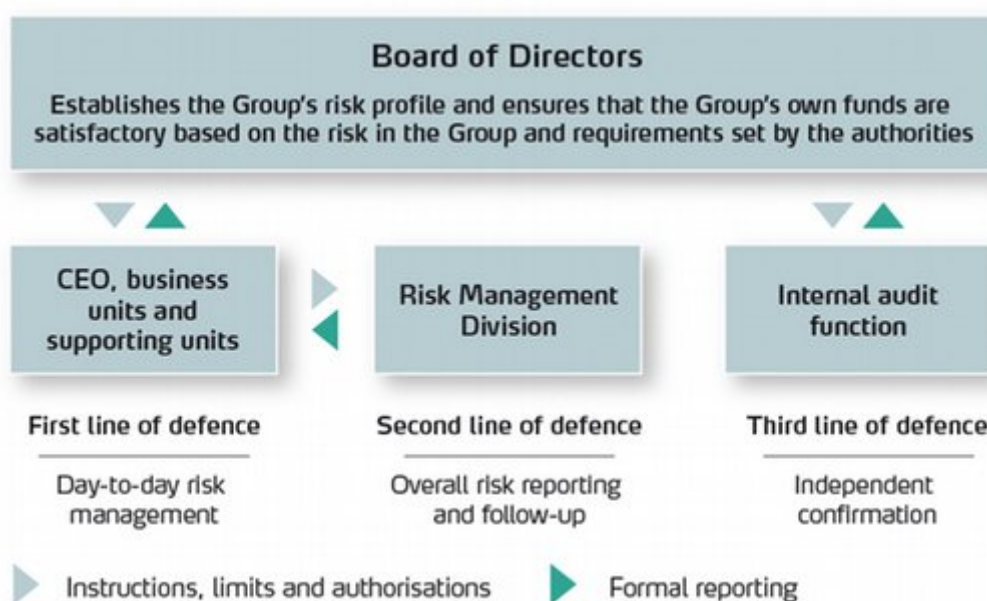 Board of Directors
Establishes the Group's risk profile and ensures that the Group's own funds are
satisfactory based on the risk in the Group and requirements set by the authorities
CEO, business
units and
supporting units
Risk Management
Division
Internal audit
function
First line of defence
Second line of defence
Third line of defence
Day-to-day risk
management
Overall risk reporting
and follow-up
Independent
confirmation
Instructions, limits and authorisations
Formal reporting